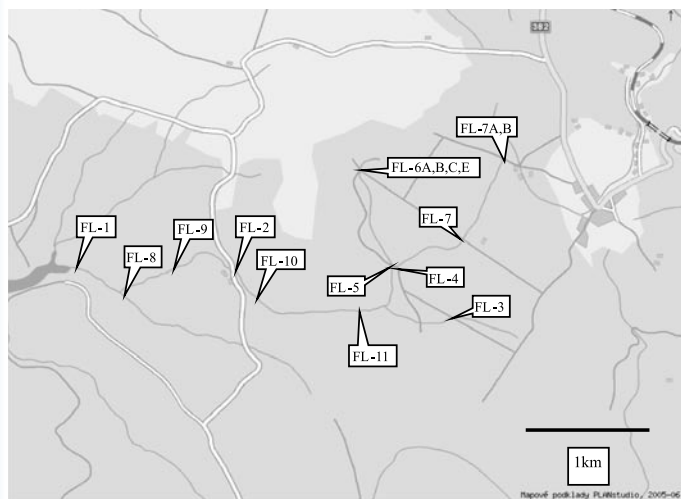 382
FL-7A,B
FL-6A,B,C,E
FL-1
FL-9
FL-2
FL-7
FL-8
FL-10
FL-5
FL-4
FL-3
FL-11
1km
Mapové podklady PLANstudio, 2005-06